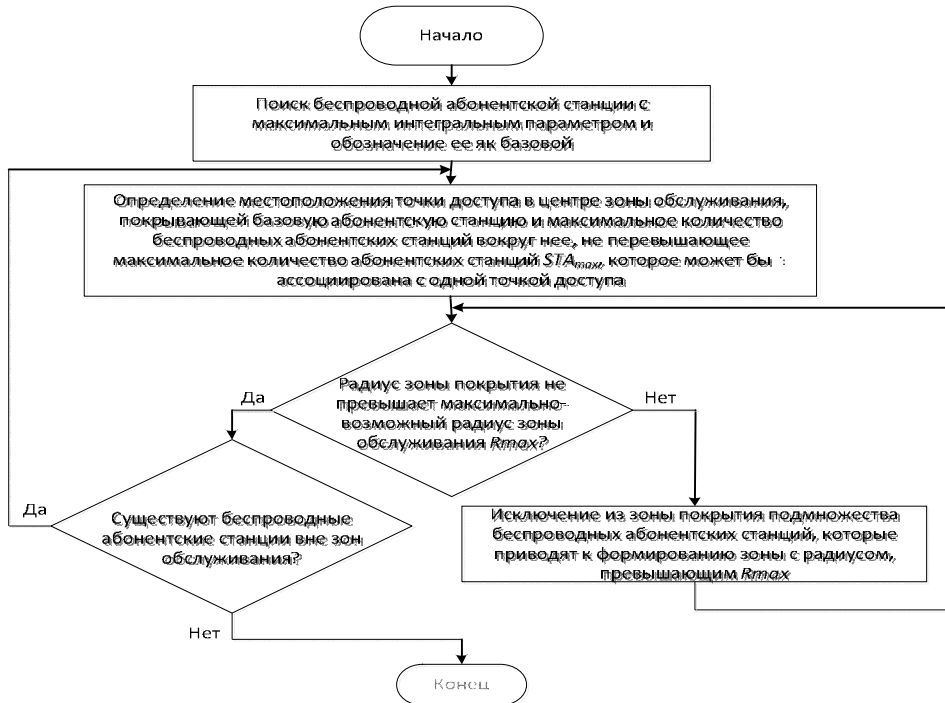 Начало
Поиск беспроводной абонентской станции с
максимальным интегральным параметром и
обозначение ее як базовой
Определение местоположения точки доступа в центре зоны обслуживания,
покрывающей базовую абонентскую станцию и максимальное количество
беспроводных абонентских станций вокруг нее, не перевышающее
максимальное количество абонентских станций STAmax, которое может бы
ассоциирована с одной точкой доступа
Радиус зоны покрытия не
превышает максимально-
возможный радиус зоны
обслуживания Rmax?
Да
Нет
Да
Существуют беспроводные
абонентские станции вне зон
обслуживания?
Исключение из зоны покрытия подмножества
беспроводных абонентских станций, которые
приводят к формированию зоны с радиусом,
превышающим Rmax
Нет
Конец